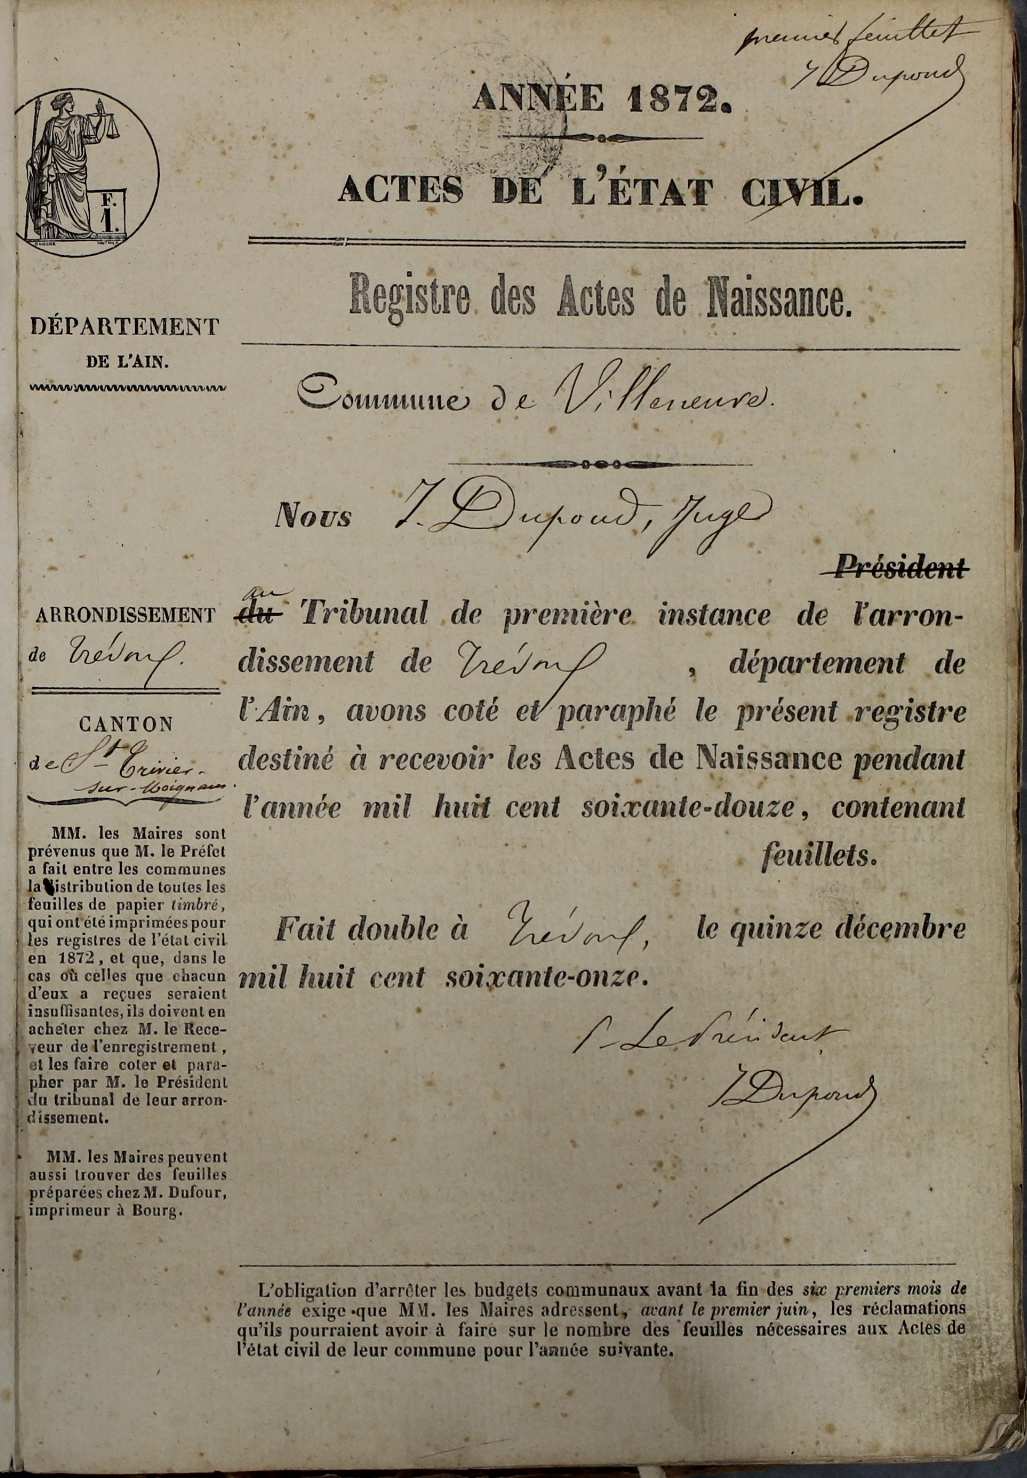 premier feuillet
J Dupond
ANNÉE 1872.
ACTES DE L'ÉTAT CIVIL.
F.
1.
Registre des Actes de Naissance.
DÉPARTEMENT
DE L'AIN.
Commune de Villeneuve.
Nous J. Dupond, Juge
Président
au
du Tribunal de première instance de l'arron-
dissement de Trévoux, département de
l'Ain, avons coté et paraphé le présent registre
destiné à recevoir les Actes de Naissance pendant
l'année mil huit cent soixante-douze, contenant
feuillets.
Fait double à Trévoux, le quinze décembre
mil huit cent soixante-onze.
Le Président
J Dupond
ARRONDISSEMENT
de Trévoux.
CANTON
de St Trivier-
sur-Moignans.
MM. les Maires sont
prévenus que M. le Préfet
a fait entre les communes
la distribution de toutes les
feuilles de papier timbré,
qui ont été imprimées pour
les registres de l'état civil
en 1872, et que, dans le
cas où celles que chacun
d'eux a reçues seraient
insuffisantes, ils doivent en
acheter chez M. le Rece-
veur de l'enregistrement,
et les faire coter et para-
pher par M. le Président
du tribunal de leur arron-
dissement.
MM. les Maires peuvent
aussi trouver des feuilles
préparées chez M. Dufour,
imprimeur à Bourg.
L'obligation d'arrêter les budgets communaux avant la fin des six premiers mois de
l'année exige que MM. les Maires adressent, avant le premier juin, les réclamations
qu'ils pourraient avoir à faire sur le nombre des feuilles nécessaires aux Actes de
l'état civil de leur commune pour l'année suivante.